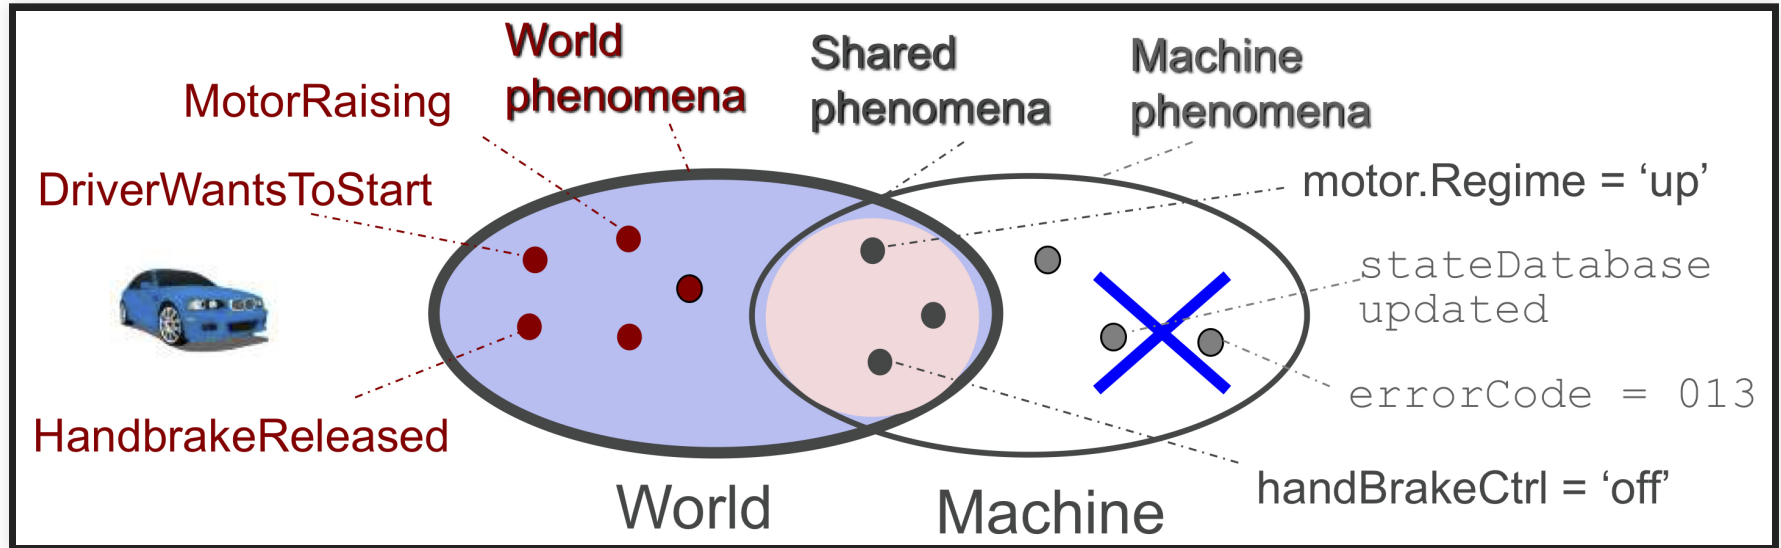 World
phenomena
Shared
phenomena
Machine
phenomena
MotorRaising
DriverWantsToStart
motor.Regime = ‘up’
stateDatabase
updated
errorCode = 013
HandbrakeReleased
handBrakeCtrl = ‘off’
World
Machine